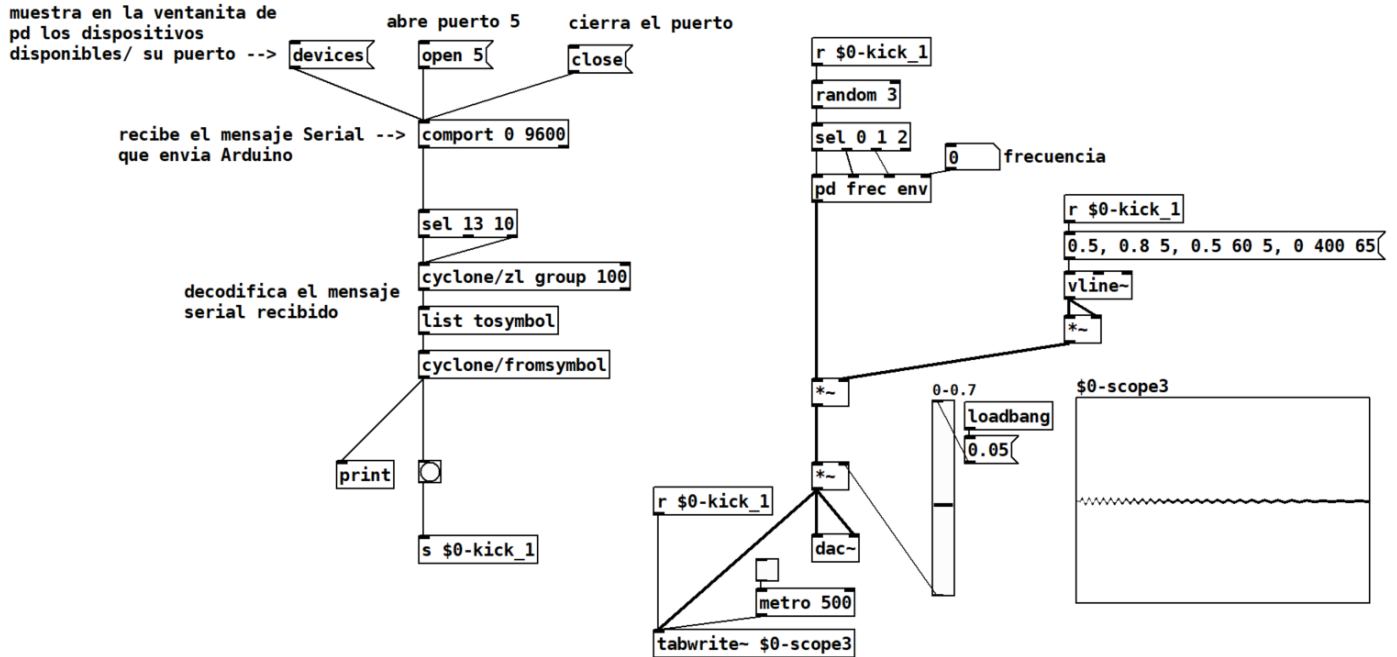 muestra en la ventanita de
pd los dispositivos
disponibles/ su puerto -->
devices
abre puerto 5
open 5
cierra el puerto
close
recibe el mensaje Serial -->
que envia Arduino
comport 0 9600
sel 13 10
cyclone/zl group 100
decodifica el mensaje
serial recibido
list tosymbol
cyclone/fromsymbol
print
s $0-kick_1
r $0-kick_1
random 3
sel 0 1 2
0
frecuencia
pd frec env
r $0-kick_1
0.5, 0.8 5, 0.5 60 5, 0 400 65
vline~
*~
*~
0-0.7
loadbang
0.05
*~
dac~
r $0-kick_1
metro 500
tabwrite~ $0-scope3
$0-scope3